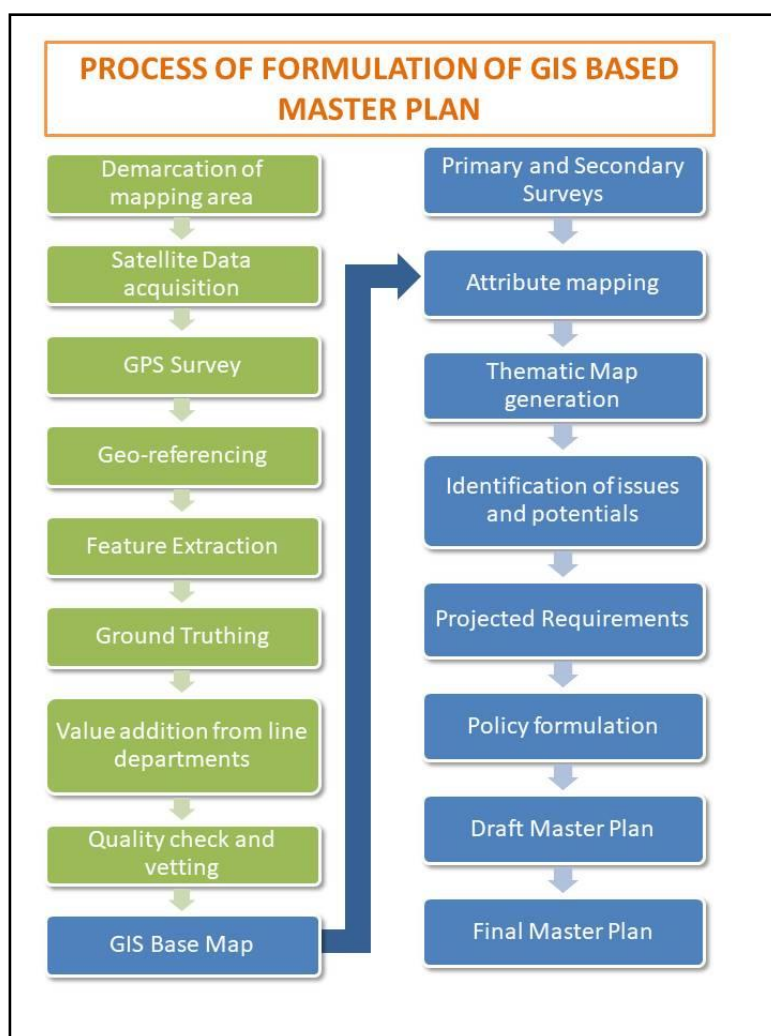 PROCESS OF FORMULATION OF GIS BASED
MASTER PLAN
Demarcation of
mapping area
Satellite Data
acquisition
GPS Survey
Geo-referencing
Feature Extraction
Ground Truthing
Value addition from line
departments
Quality check and
vetting
GIS Base Map
Primary and Secondary
Surveys
Attribute mapping
Thematic Map
generation
Identification of issues
and potentials
Projected Requirements
Policy formulation
Draft Master Plan
Final Master Plan